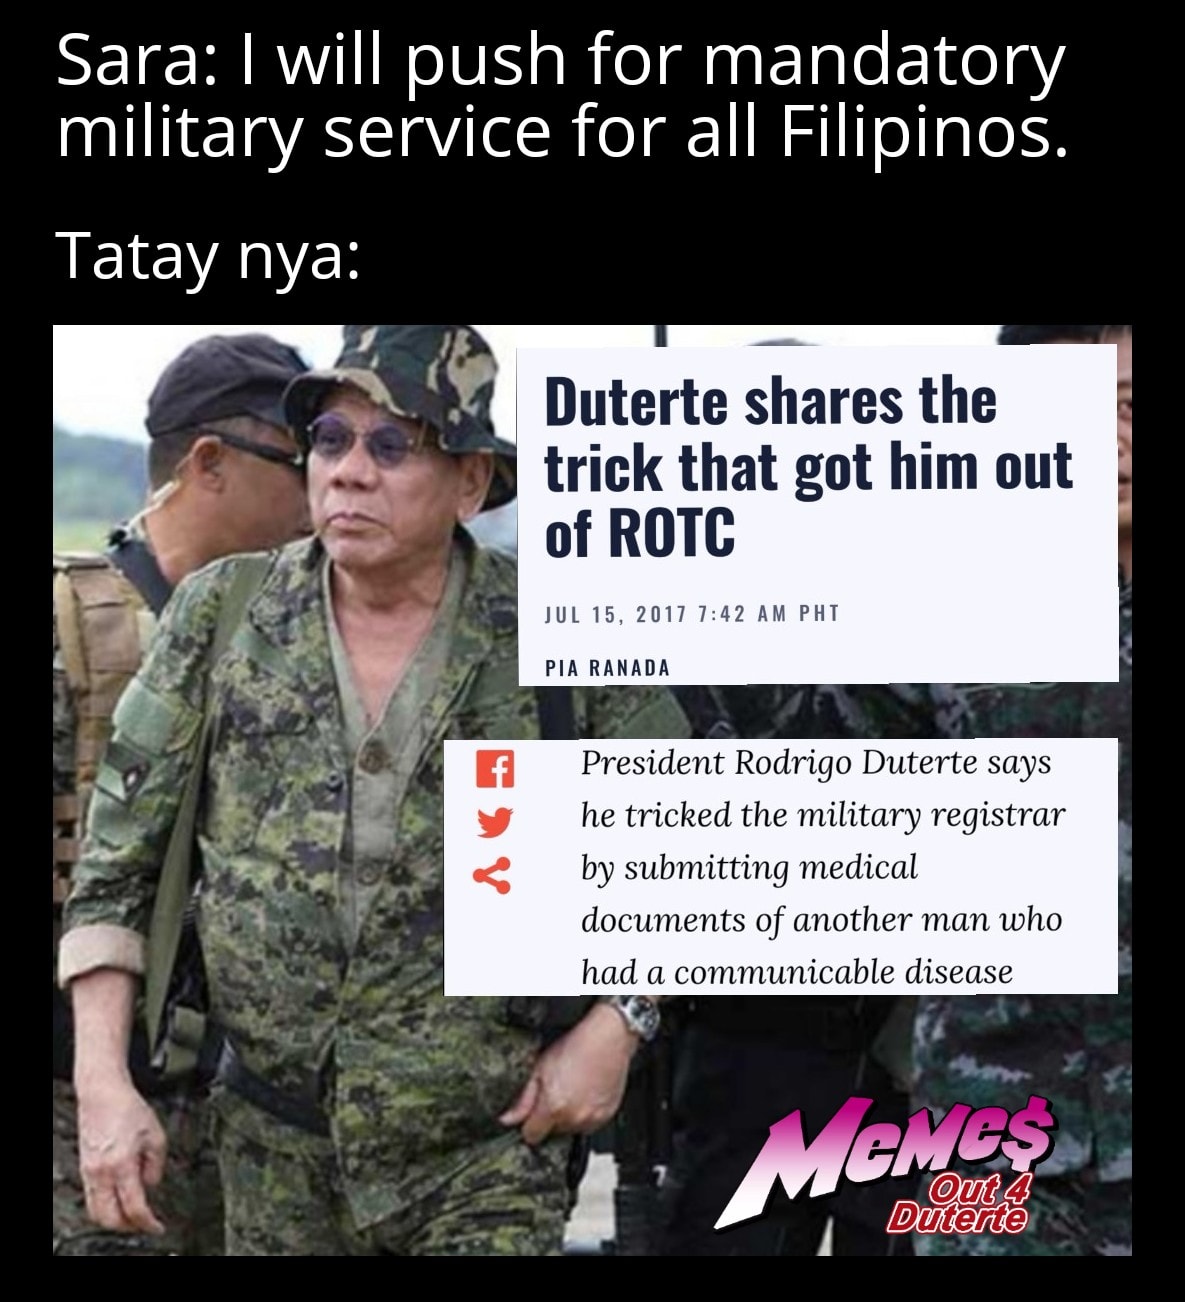 Sara: I will push for mandatory
military service for all Filipinos.
Tatay nya:
Duterte shares the
trick that got him out
of ROTC
JUL 15, 2017 7:42 AM PHT
PIA RANADA
President Rodrigo Duterte says
he tricked the military registrar
by submitting medical
documents of another man who
had a communicable disease
MEMES
Out 4
Duterte